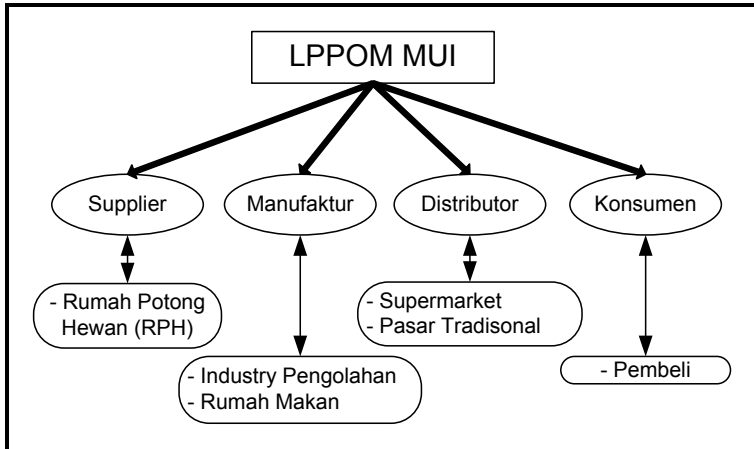 LPPOM MUI
Supplier
Manufaktur
Distributor
Konsumen
- Rumah Potong
Hewan (RPH)
- Industry Pengolahan
- Rumah Makan
- Supermarket
- Pasar Tradisonal
- Pembeli